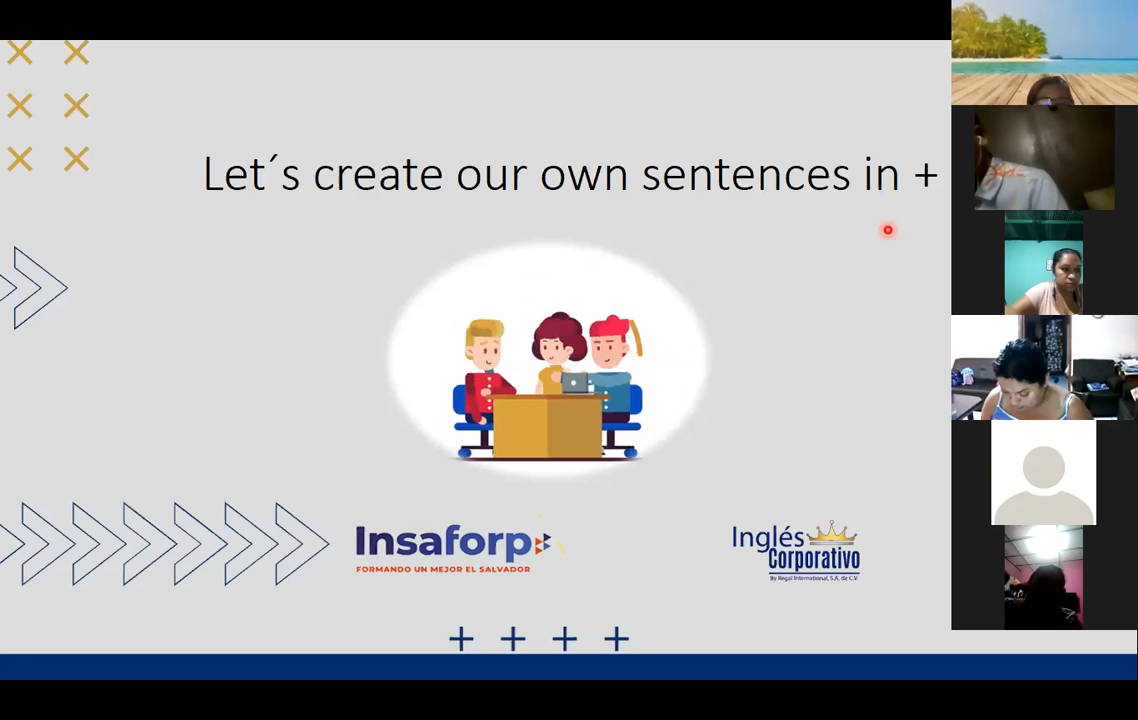 Let´s create our own sentences in +
Insaforp
FORMANDO UN MEJOR EL SALVADOR
Inglés
Corporativo
By Regal International, S.A. de C.V.